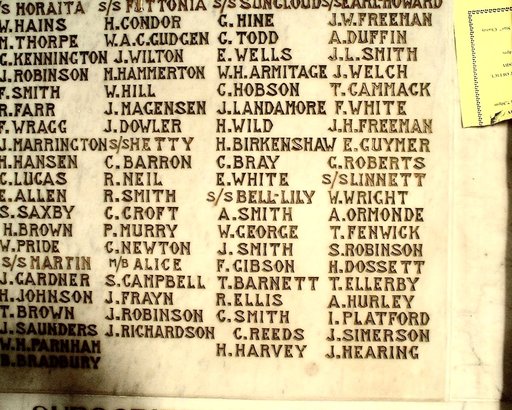 S/S HORAITA
W.HAINS
M.THORPE
C.KENNINGTON
J.ROBINSON
F.SMITH
R.FARR
F.WRAGG
J.MARRINGTON
H.HANSEN
C.LUCAS
E.ALLEN
S.SAXBY
H.BROWN
W.PRIDE
S/S MARTIN
J.GARDNER
H.JOHNSON
T.BROWN
J.SAUNDERS
W.H.PARNHAM
B.BRADBURY
H.CONDOR
W.A.C.GUDGEN
J.WILTON
M.HAMMERTON
W.HILL
J.MAGENSEN
J.DOWLER
S/S HETTY
C.BARRON
R.NEIL
R.SMITH
C.CROFT
P.MURRY
C.NEWTON
M/B ALICE
S.CAMPBELL
J.FRAYN
J.ROBINSON
J.RICHARDSON
S/S SUNCLOUD
C.HINE
C.TODD
E.WELLS
W.H.ARMITAGE
C.HOBSON
J.LANDAMORE
H.WILD
H.BIRKENSHAW
C.BRAY
E.WHITE
S/S BELL-LILY
A.SMITH
W.GEORGE
J.SMITH
F.GIBSON
T.BARNETT
R.ELLIS
G.SMITH
C.REEDS
H.HARVEY
S/S EARL HOWARD
J.W.FREEMAN
A.DUFFIN
J.L.SMITH
J.WELCH
T.CAMMACK
F.WHITE
J.H.FREEMAN
E.GUYMER
G.ROBERTS
S/S LINNETT
W.WRIGHT
A.ORMONDE
T.FENWICK
S.ROBINSON
H.DOSSETT
T.ELLERBY
A.HURLEY
I.PLATFORD
J.SIMERSON
J.HEARING